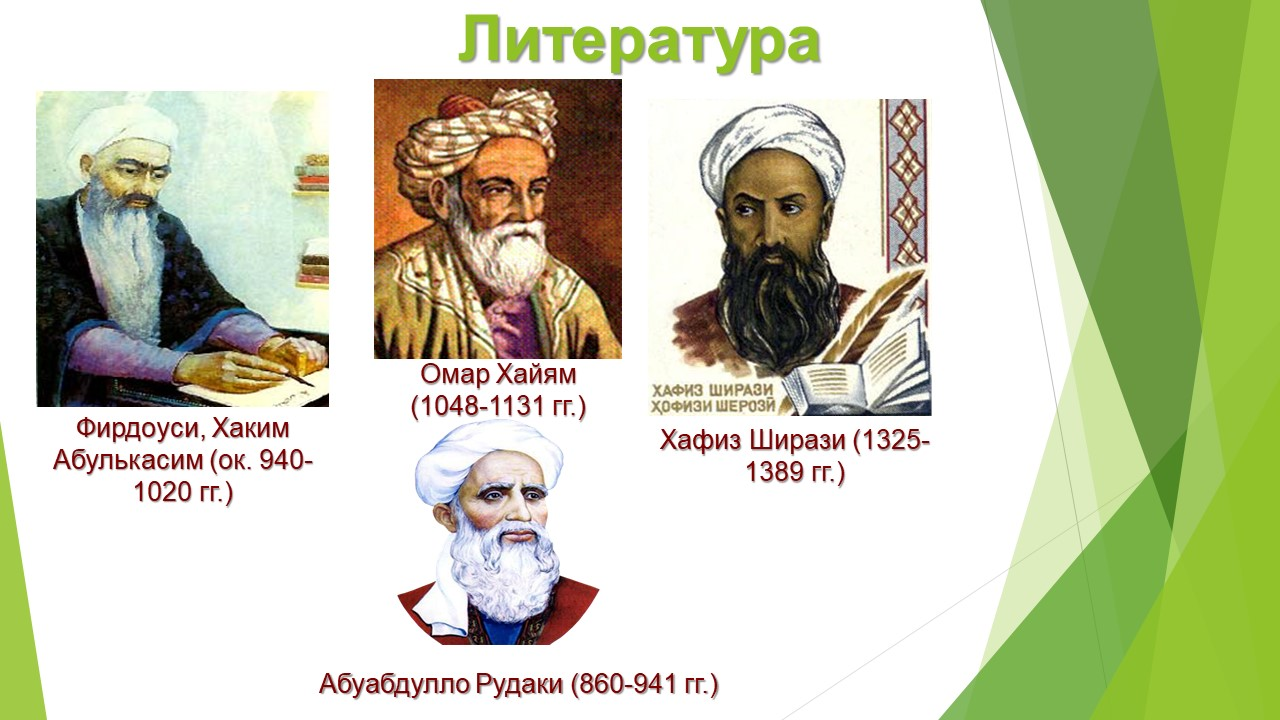 Литература
Фирдоуси, Хаким
Абулькасим (ок. 940-
1020 гг.)
Омар Хайям
(1048-1131 гг.)
ХАФИЗ ШИРАЗИ
ҲОФИЗИ ШЕРОЗӢ
Хафиз Ширази (1325-
1389 гг.)
Абуабдулло Рудаки (860-941 гг.)